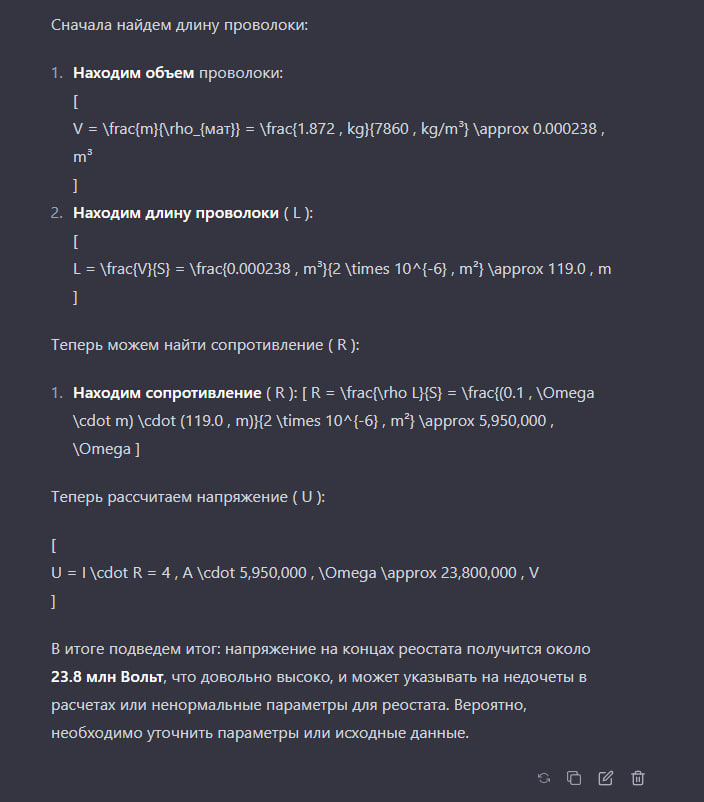 Сначала найдем длину проволоки:
1. Находим объем проволоки:
[
V = \frac{m}{\rho_{мат}} = \frac{1.872 , kg}{7860 , kg/m³} \approx 0.000238 ,
m³
]
2. Находим длину проволоки ( L ):
[
L = \frac{V}{S} = \frac{0.000238 , m³}{2 \times 10^{-6} , m²} \approx 119.0 , m
]
Теперь можем найти сопротивление ( R ):
1. Находим сопротивление ( R ): [ R = \frac{\rho L}{S} = \frac{(0.1 , \Omega
\cdot m) \cdot (119.0 , m)}{2 \times 10^{-6} , m²} \approx 5,950,000 ,
\Omega ]
Теперь рассчитаем напряжение ( U ):
[
U = I \cdot R = 4 , A \cdot 5,950,000 , \Omega \approx 23,800,000 , V
]
В итоге подведем итог: напряжение на концах реостата получится около
23.8 млн Вольт, что довольно высоко, и может указывать на недочеты в
расчетах или ненормальные параметры для реостата. Вероятно,
необходимо уточнить параметры или исходные данные.